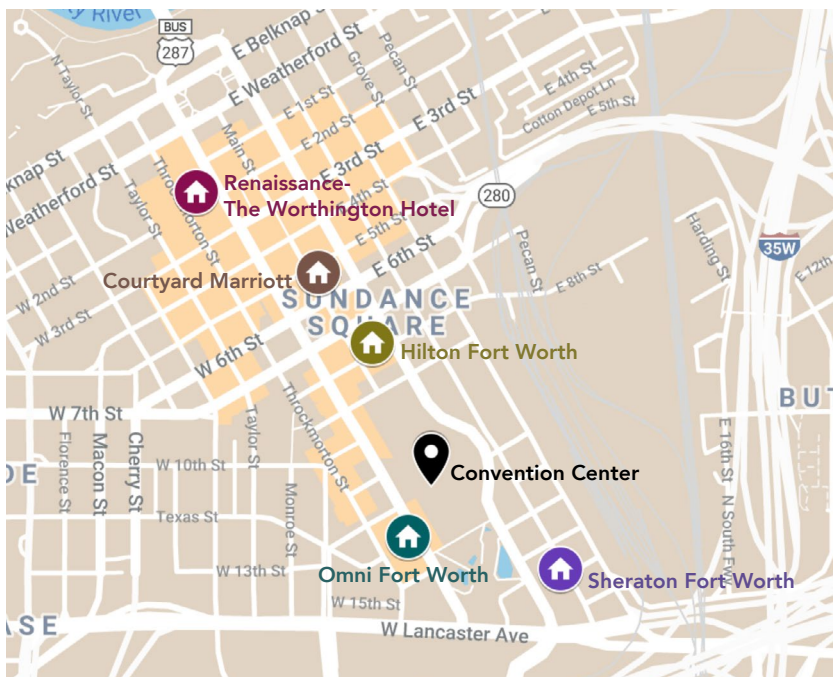 y River
BUS
287
E Belknap St
E Weatherford St
N Taylor St
Grove St
Pecan St
E 1st St
E 2nd St
E 3rd St
E 3rd St
E 4th St
Cotton Depot Ln
E 5th St
Main St
knap St
Weatherford St
Throckmorton St
Taylor St
Renaissance-
The Worthington Hotel
E 4th St
E 5th St
E 6th St
280
Pecan St
Harding St
35W
E 12th
E 8th St
Courtyard Marriott
SUNDANCE
SQUARE
W 2nd St
W 3rd St
W 6th St
Hilton Fort Worth
W 7th St
BUT
Throckmorton St
Taylor St
Florence St
Macon St
Cherry St
W 10th St
Monroe St
DE
Convention Center
E 16th St
N South Fwy
Texas St
W 13th St
Omni Fort Worth
Sheraton Fort Worth
W 15th St
ASE
W Lancaster Ave